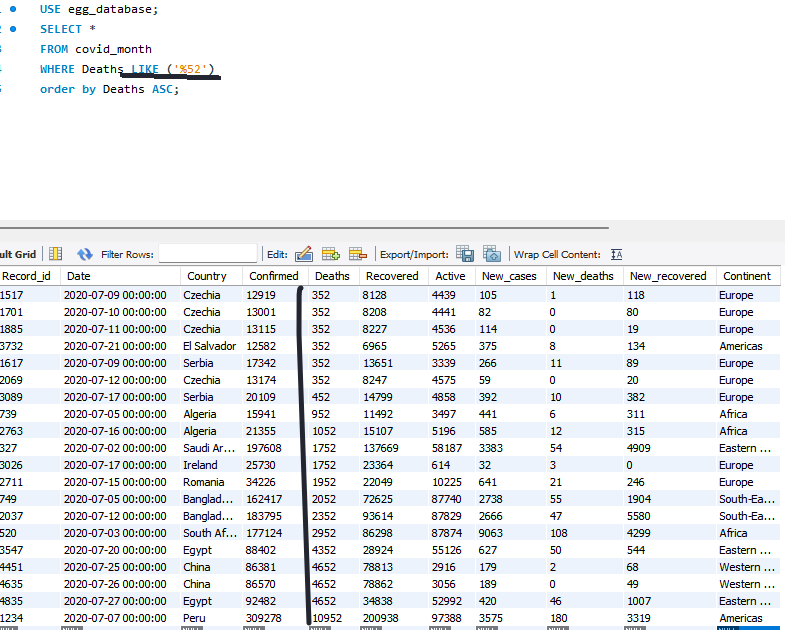 USE egg_database;
SELECT *
FROM covid_month
WHERE Deaths LIKE ('%52')
order by Deaths ASC;
ult Grid Filter Rows: Edit: Export/Import: Wrap Cell Content:
Record_id Date Country Confirmed Deaths Recovered Active New_cases New_deaths New_recovered Continent
1517 2020-07-09 00:00:00 Czechia 12919 352 8128 4439 105 1 118 Europe
1701 2020-07-10 00:00:00 Czechia 13001 352 8208 4441 82 0 80 Europe
1885 2020-07-11 00:00:00 Czechia 13115 352 8227 4536 114 0 19 Europe
3732 2020-07-21 00:00:00 El Salvador 12582 352 6965 5265 375 8 134 Americas
1617 2020-07-09 00:00:00 Serbia 17342 352 13651 3339 266 11 89 Europe
2069 2020-07-12 00:00:00 Czechia 13174 352 8247 4575 59 0 20 Europe
3089 2020-07-17 00:00:00 Serbia 20109 452 14799 4858 392 10 382 Europe
739 2020-07-05 00:00:00 Algeria 15941 952 11492 3497 441 6 311 Africa
2763 2020-07-16 00:00:00 Algeria 21355 1052 15107 5196 585 12 315 Africa
327 2020-07-02 00:00:00 Saudi Ar... 197608 1752 137669 58187 3383 54 4909 Eastern ...
3026 2020-07-17 00:00:00 Ireland 25730 1752 23364 614 32 3 0 Europe
2711 2020-07-15 00:00:00 Romania 34226 1952 22049 10225 641 21 246 Europe
749 2020-07-05 00:00:00 Banglad... 162417 2052 72625 87740 2738 55 1904 South-Ea...
2037 2020-07-12 00:00:00 Banglad... 183795 2352 93614 87829 2666 47 5580 South-Ea...
520 2020-07-03 00:00:00 South Af... 177124 2952 86298 87874 9063 108 4299 Africa
3547 2020-07-20 00:00:00 Egypt 88402 4352 28924 55126 627 50 544 Eastern ...
4451 2020-07-25 00:00:00 China 86381 4652 78813 2916 179 2 68 Western ...
4635 2020-07-26 00:00:00 China 86570 4652 78862 3056 189 0 49 Western ...
4835 2020-07-27 00:00:00 Egypt 92482 4652 34838 52992 420 46 1007 Eastern ...
1234 2020-07-07 00:00:00 Peru 309278 10952 200938 97388 3575 180 3319 Americas